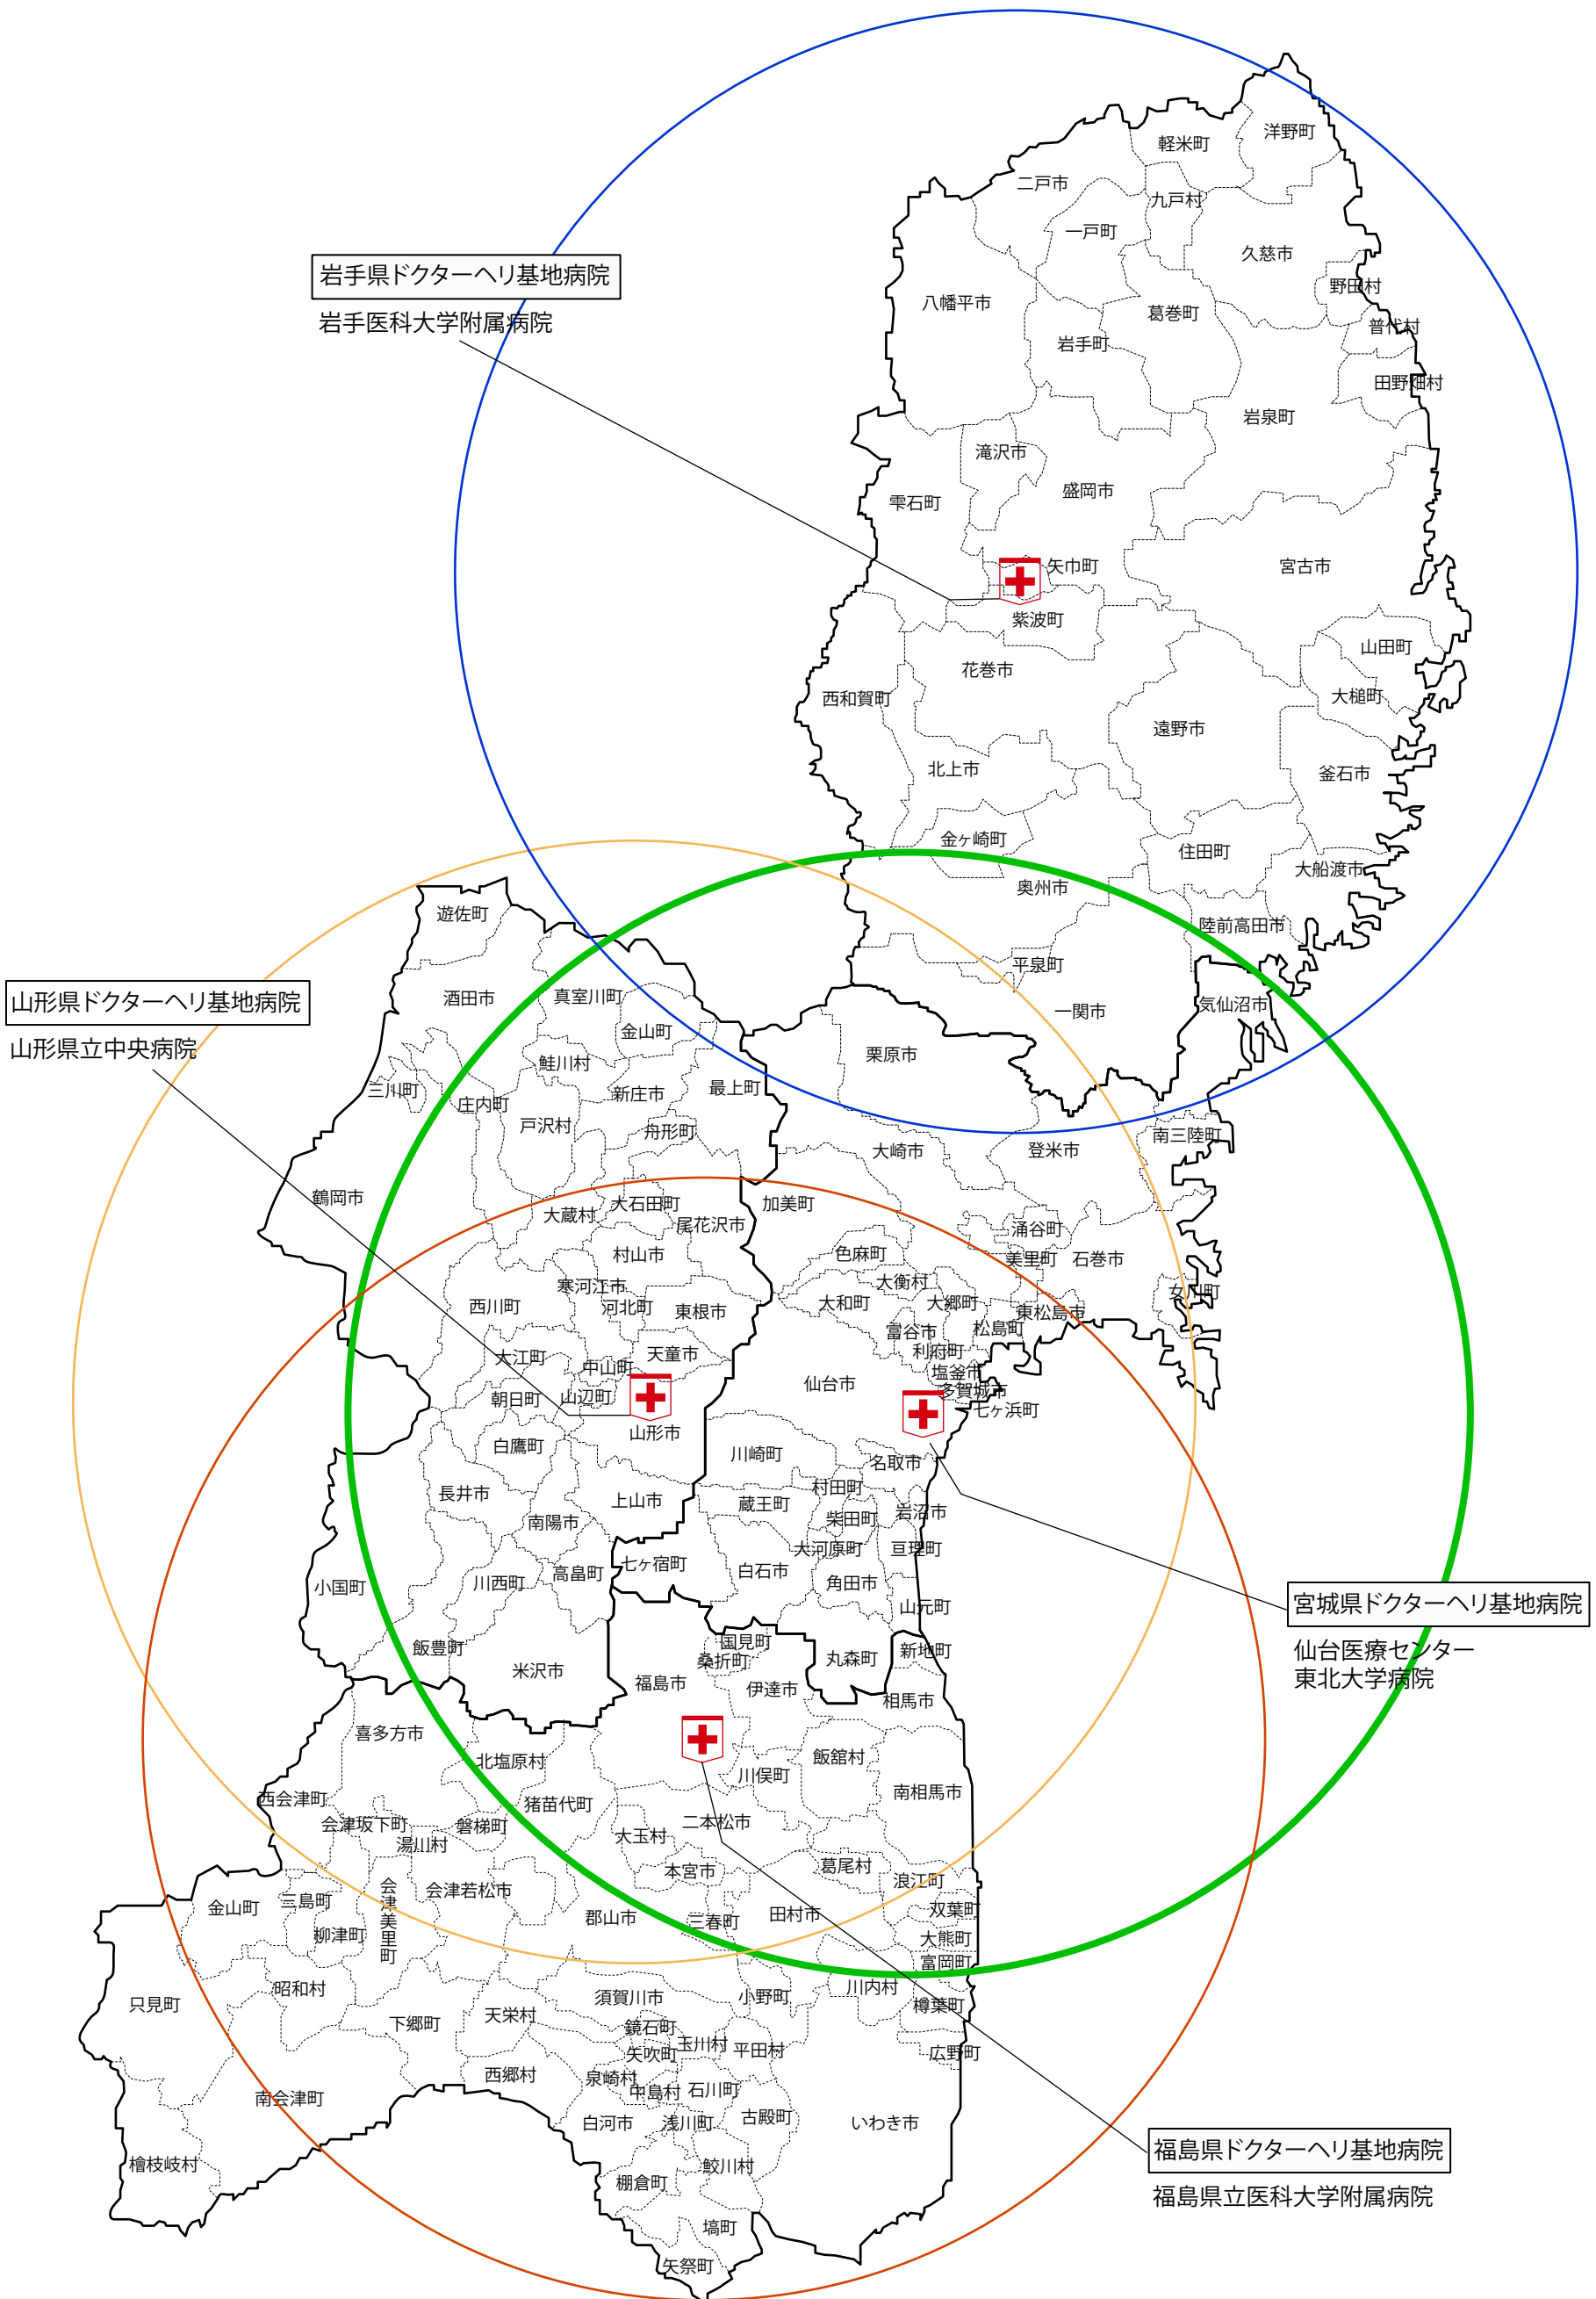 洋野町
軽米町
二戸市
九戸村
一戸町
久慈市
岩手県ドクターヘリ基地病院
野田村
八幡平市
葛巻町
岩手医科大学附属病院
普代村
岩手町
田野畑村
岩泉町
滝沢市
盛岡市
雫石町
矢巾町
宮古市
紫波町
山田町
花巻市
大槌町
西和賀町
遠野市
北上市
釜石市
金ヶ崎町
住田町
大船渡市
奥州市
遊佐町
陸前高田市
平泉町
酒田市
真室川町
山形県ドクターヘリ基地病院
気仙沼市
一関市
金山町
山形県立中央病院
栗原市
鮭川村
三川町
最上町
新庄市
庄内町
戸沢村
舟形町
南三陸町
大崎市
登米市
鶴岡市
大石田町
加美町
大蔵村
尾花沢市
涌谷町
村山市
色麻町
美里町
石巻市
大衡村
寒河江市
女川町
西川町
河北町
大和町
大郷町
東根市
東松島市
富谷市
松島町
利府町
天童市
大江町
中山町
塩釜市
仙台市
多賀城市
朝日町
山辺町
七ヶ浜町
山形市
白鷹町
川崎町
名取市
村田町
長井市
上山市
蔵王町
岩沼市
柴田町
南陽市
大河原町
亘理町
七ヶ宿町
白石市
高畠町
川西町
角田市
小国町
宮城県ドクターヘリ基地病院
山元町
国見町
飯豊町
新地町
仙台医療センター
桑折町
丸森町
米沢市
東北大学病院
福島市
伊達市
相馬市
喜多方市
飯舘村
北塩原村
川俣町
南相馬市
西会津町
猪苗代町
会津坂下町
磐梯町
二本松市
大玉村
湯川村
葛尾村
本宮市
浪江町
会津若松市
三島町
金山町
双葉町
田村市
郡山市
三春町
会津美里町
柳津町
大熊町
富岡町
昭和村
川内村
須賀川市
小野町
只見町
樽葉町
天栄村
下郷町
鏡石町
玉川村
平田村
矢吹町
広野町
西郷村
泉崎村
中島村
石川町
南会津町
古殿町
白河市
浅川町
いわき市
福島県ドクターヘリ基地病院
檜枝岐村
鮫川村
棚倉町
福島県立医科大学附属病院
塙町
矢祭町